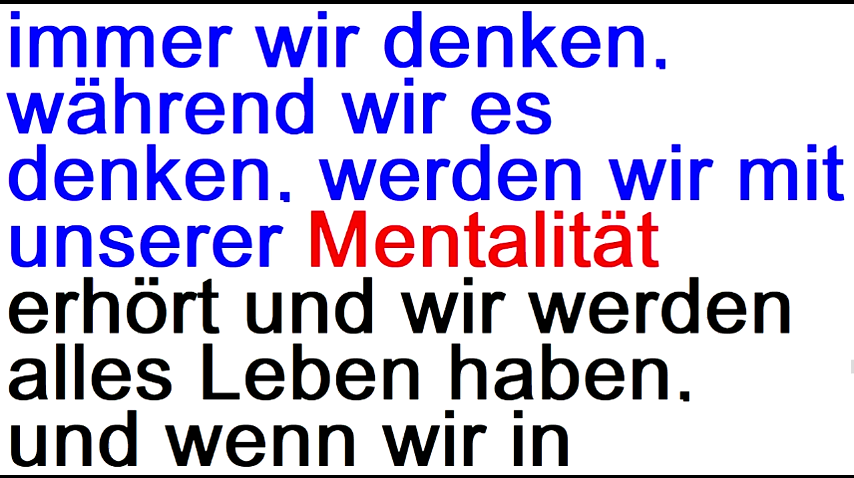 immer wir denken,
während wir es
denken, werden wir mit
unserer Mentalität
erhört und wir werden
alles Leben haben,
und wenn wir in